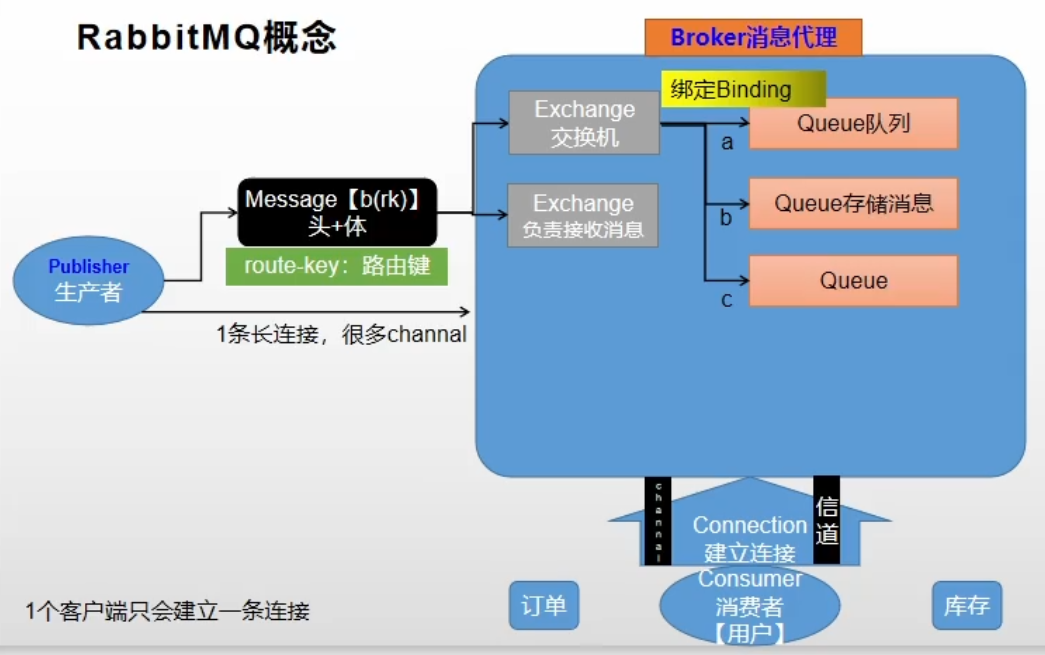 RabbitMQ概念
Broker消息代理
绑定Binding
Exchange
交换机
a
Queue队列
Message【b(rk)】
头+体
Exchange
负责接收消息
b
Queue存储消息
route-key：路由键
Publisher
生产者
c
Queue
1条长连接，很多channal
channal
Connection
建立连接
信道
Consumer
消费者
【用户】
订单
库存
1个客户端只会建立一条连接